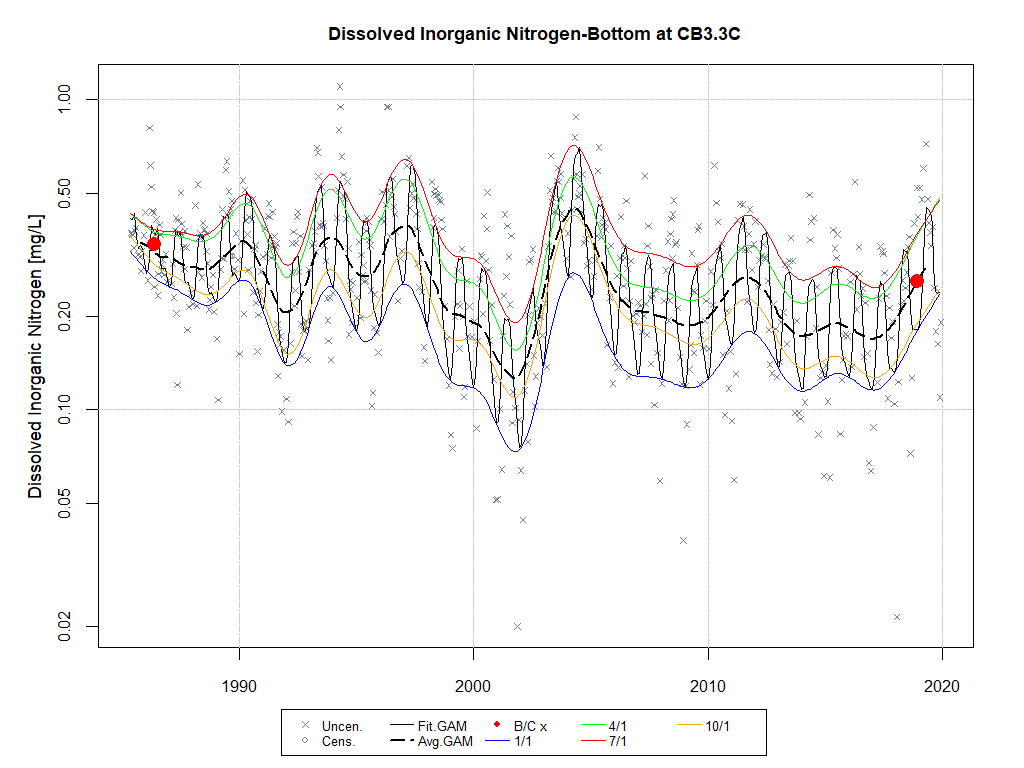 Dissolved Inorganic Nitrogen-Bottom at CB3.3C
Dissolved Inorganic Nitrogen [mg/L]
1.00
0.50
0.20
0.10
0.05
0.02
1990 2000 2010 2020
Uncen. Fit.GAM B/C x 4/1 10/1
Cens. Avg.GAM 1/1 7/1